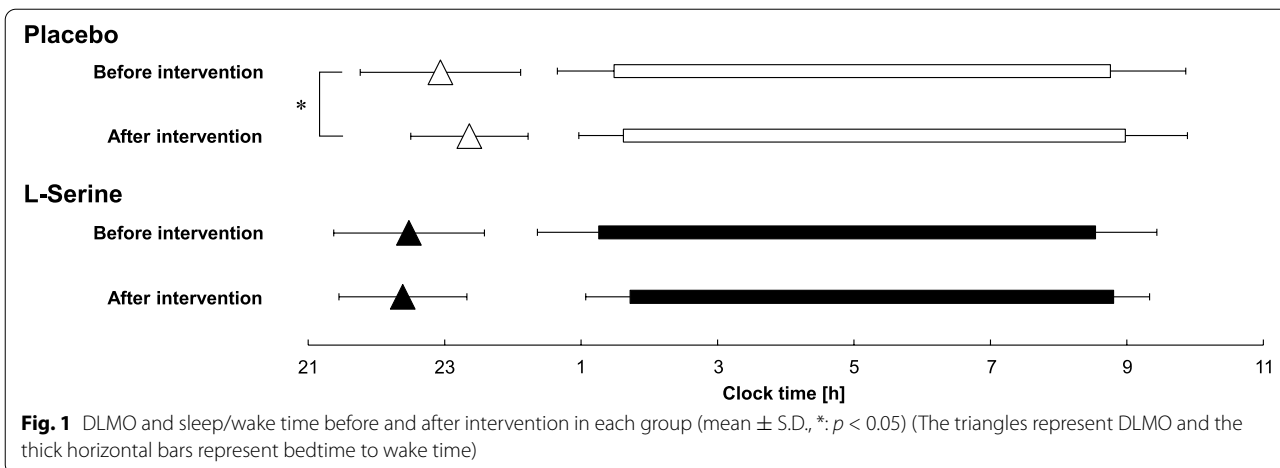 Placebo
Before intervention
*
After intervention
L-Serine
Before intervention
After intervention
21 23 1 3 5 7 9 11
Clock time [h]
Fig. 1 DLMO and sleep/wake time before and after intervention in each group (mean ± S.D., *: p < 0.05) (The triangles represent DLMO and the
thick horizontal bars represent bedtime to wake time)